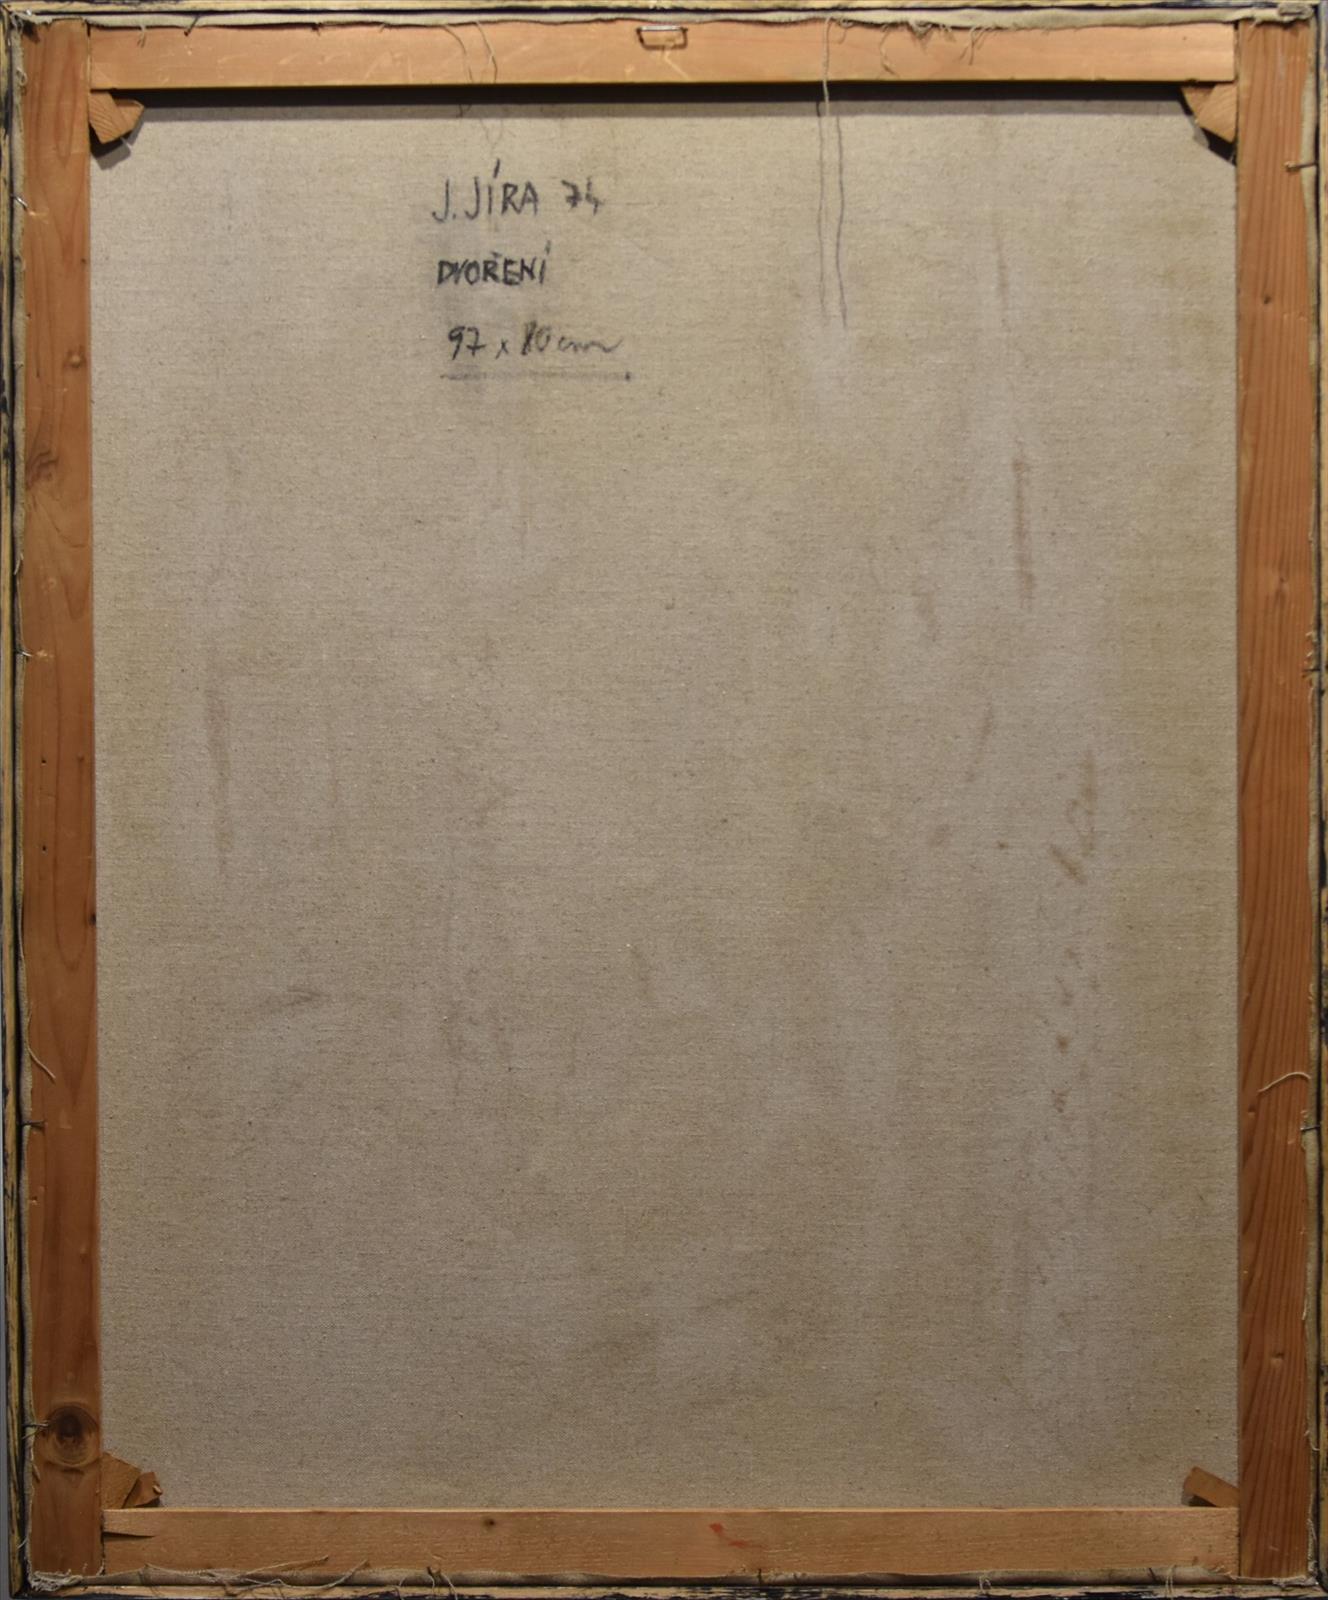 J. JÍRA 74
DVOŘENÍ
97 x 80 cm